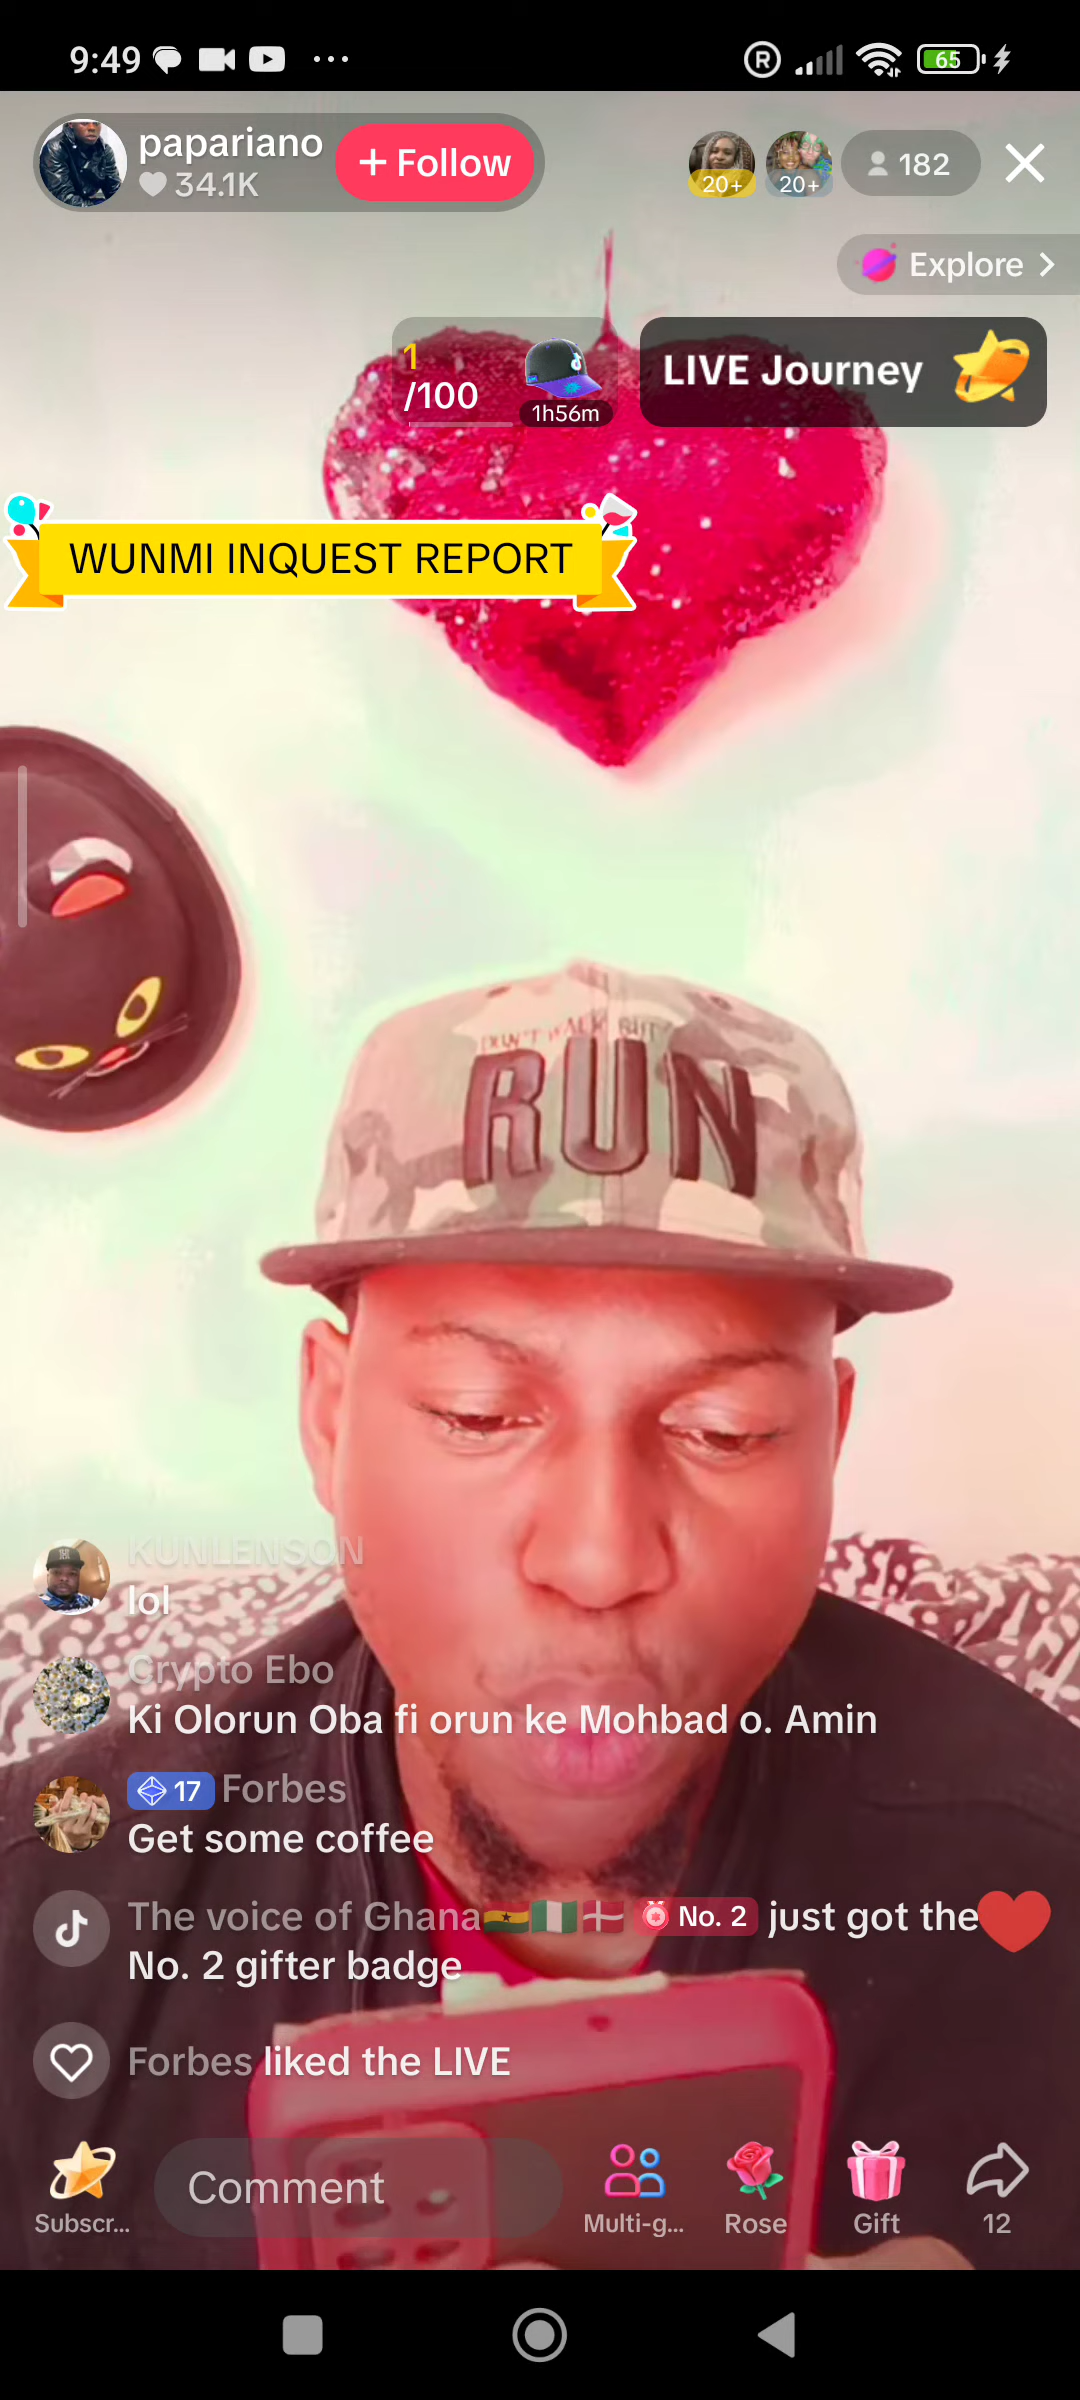 9:49
65
papariano
34.1K
+ Follow
20+
20+
182
Explore
1
/100
1h56m
LIVE Journey
WUNMI INQUEST REPORT
DON'T WALK BUT
RUN
KUNLENSON
lol
Crypto Ebo
Ki Olorun Oba fi orun ke Mohbad o. Amin
17 Forbes
Get some coffee
The voice of Ghana No. 2 just got the
No. 2 gifter badge
Forbes liked the LIVE
Subscr...
Comment
Multi-g...
Rose
Gift
12